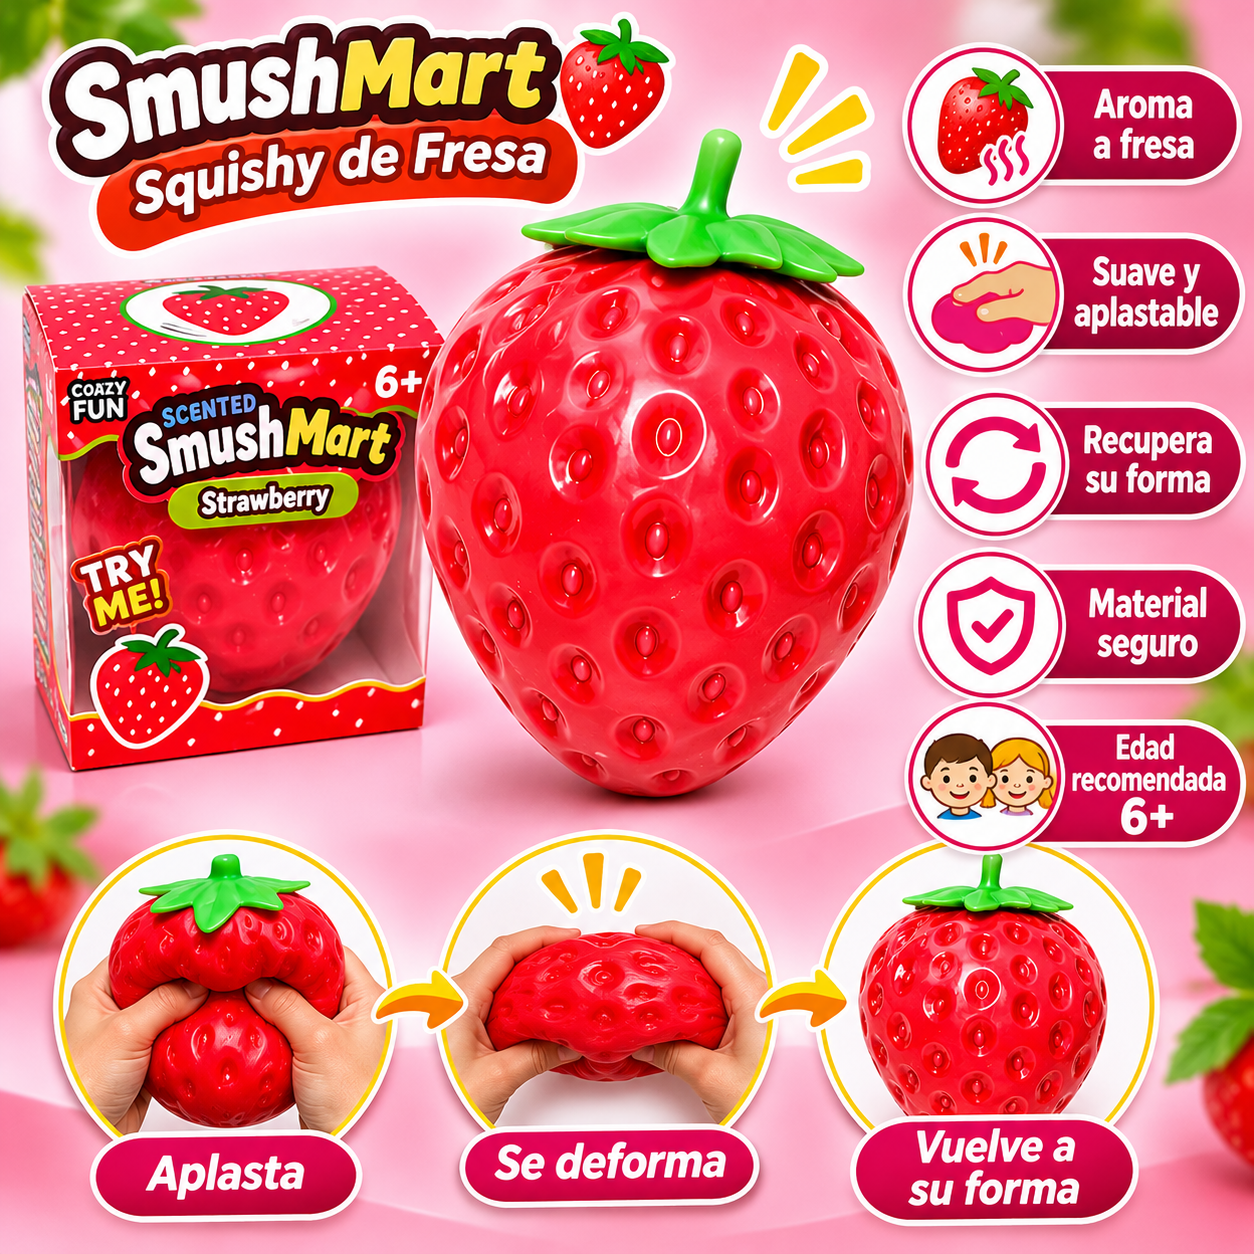 SmushMart
Squishy de Fresa
COAZY
FUN
6+
SCENTED
SmushMart
Strawberry
TRY
ME!
Aroma
a fresa
Suave y
aplastable
Recupera
su forma
Material
seguro
Edad
recomendada
6+
Aplasta
Se deforma
Vuelve a
su forma